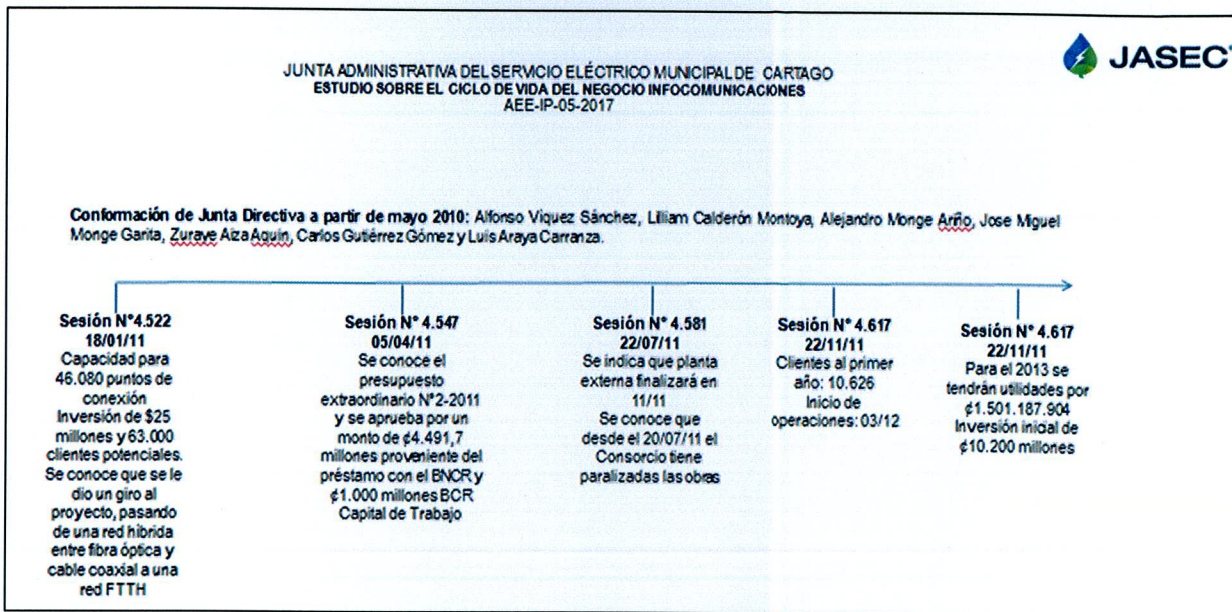 JASEC
JUNTA ADMINISTRATIVA DEL SERVICIO ELÉCTRICO MUNICIPAL DE CARTAGO
ESTUDIO SOBRE EL CICLO DE VIDA DEL NEGOCIO INFOCOMUNICACIONES
AEE-IP-05-2017
Conformación de Junta Directiva a partir de mayo 2010: Alfonso Víquez Sánchez, Lilliam Calderón Montoya, Alejandro Monge Ariño, Jose Miguel
Monge Garita, Zuraye Aiza Aquin, Carlos Gutiérrez Gómez y Luis Araya Carranza.
Sesión N°4.522
18/01/11
Capacidad para
46.080 puntos de
conexión
Inversión de $25
millones y 63.000
clientes potenciales.
Se conoce que se le
dio un giro al
proyecto, pasando
de una red híbrida
entre fibra óptica y
cable coaxial a una
red FTTH
Sesión N° 4.547
05/04/11
Se conoce el
presupuesto
extraordinario N°2-2011
y se aprueba por un
monto de ¢4.491,7
millones proveniente del
préstamo con el BNCR y
¢1.000 millones BCR
Capital de Trabajo
Sesión N° 4.581
22/07/11
Se indica que planta
externa finalizará en
11/11
Se conoce que
desde el 20/07/11 el
Consorcio tiene
paralizadas las obras
Sesión N° 4.617
22/11/11
Clientes al primer
año: 10.626
Inicio de
operaciones: 03/12
Sesión N° 4.617
22/11/11
Para el 2013 se
tendrán utilidades por
¢1.501.187.904
Inversión inicial de
¢10.200 millones